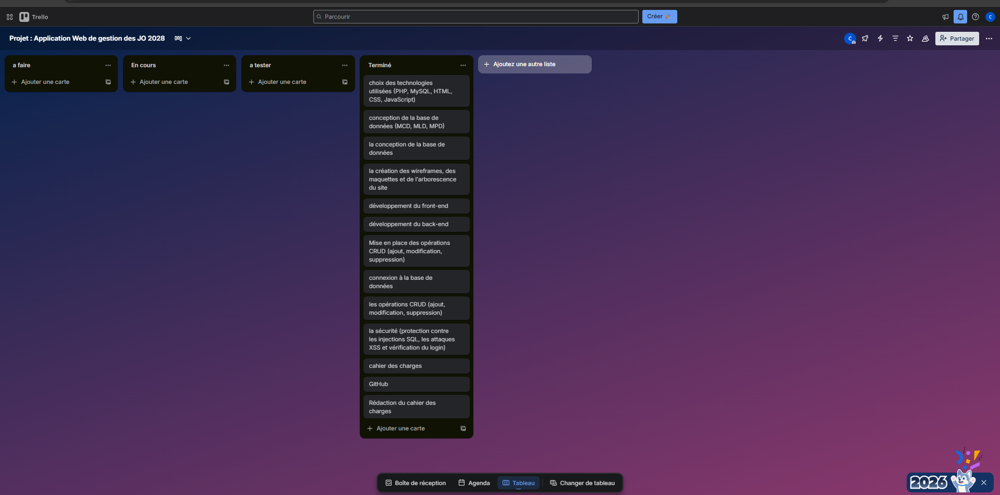 Trello
Parcourir
Créer
C
Projet : Application Web de gestion des JO 2028
C
Partager
a faire
Ajouter une carte
En cours
Ajouter une carte
a tester
Ajouter une carte
Terminé
choix des technologies
utilisées (PHP, MySQL, HTML,
CSS, JavaScript)
conception de la base de
données (MCD, MLD, MPD)
la conception de la base de
données
la création des wireframes, des
maquettes et de l'arborescence
du site
développement du front-end
développement du back-end
Mise en place des opérations
CRUD (ajout, modification,
suppression)
connexion à la base de
données
les opérations CRUD (ajout,
modification, suppression)
la sécurité (protection contre
les injections SQL, les attaques
XSS et vérification du login)
cahier des charges
GitHub
Rédaction du cahier des
charges
Ajouter une carte
Ajoutez une autre liste
Boîte de réception
Agenda
Tableau
Changer de tableau
2026